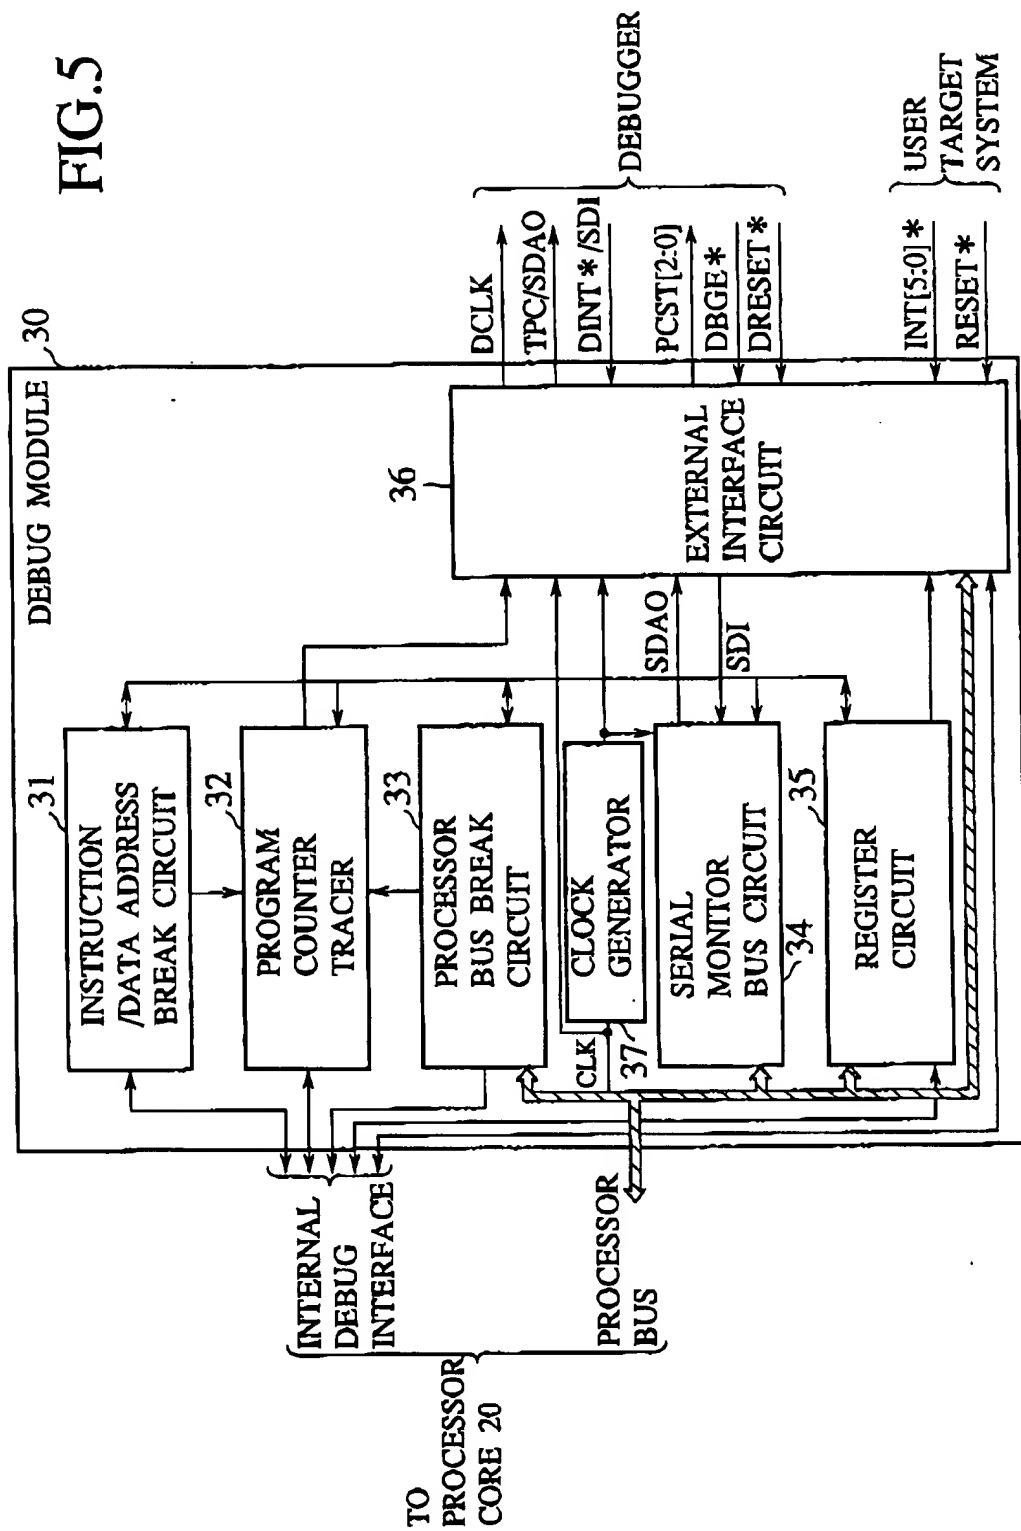 FIG.5
DEBUG MODULE
30
31
INSTRUCTION
/DATA ADDRESS
BREAK CIRCUIT
32
PROGRAM
COUNTER
TRACER
33
PROCESSOR
BUS BREAK
CIRCUIT
CLK
37
CLOCK
GENERATOR
SERIAL
MONITOR
BUS CIRCUIT
34
35
REGISTER
CIRCUIT
SDAO
SDI
36
EXTERNAL
INTERFACE
CIRCUIT
DCLK
TPC/SDAO
DINT*/SDI
PCST[2:0]
DBGE*
DRESET*
DEBUGGER
INT[5:0]*
RESET*
USER
TARGET
SYSTEM
INTERNAL
DEBUG
INTERFACE
PROCESSOR
BUS
TO
PROCESSOR
CORE 20